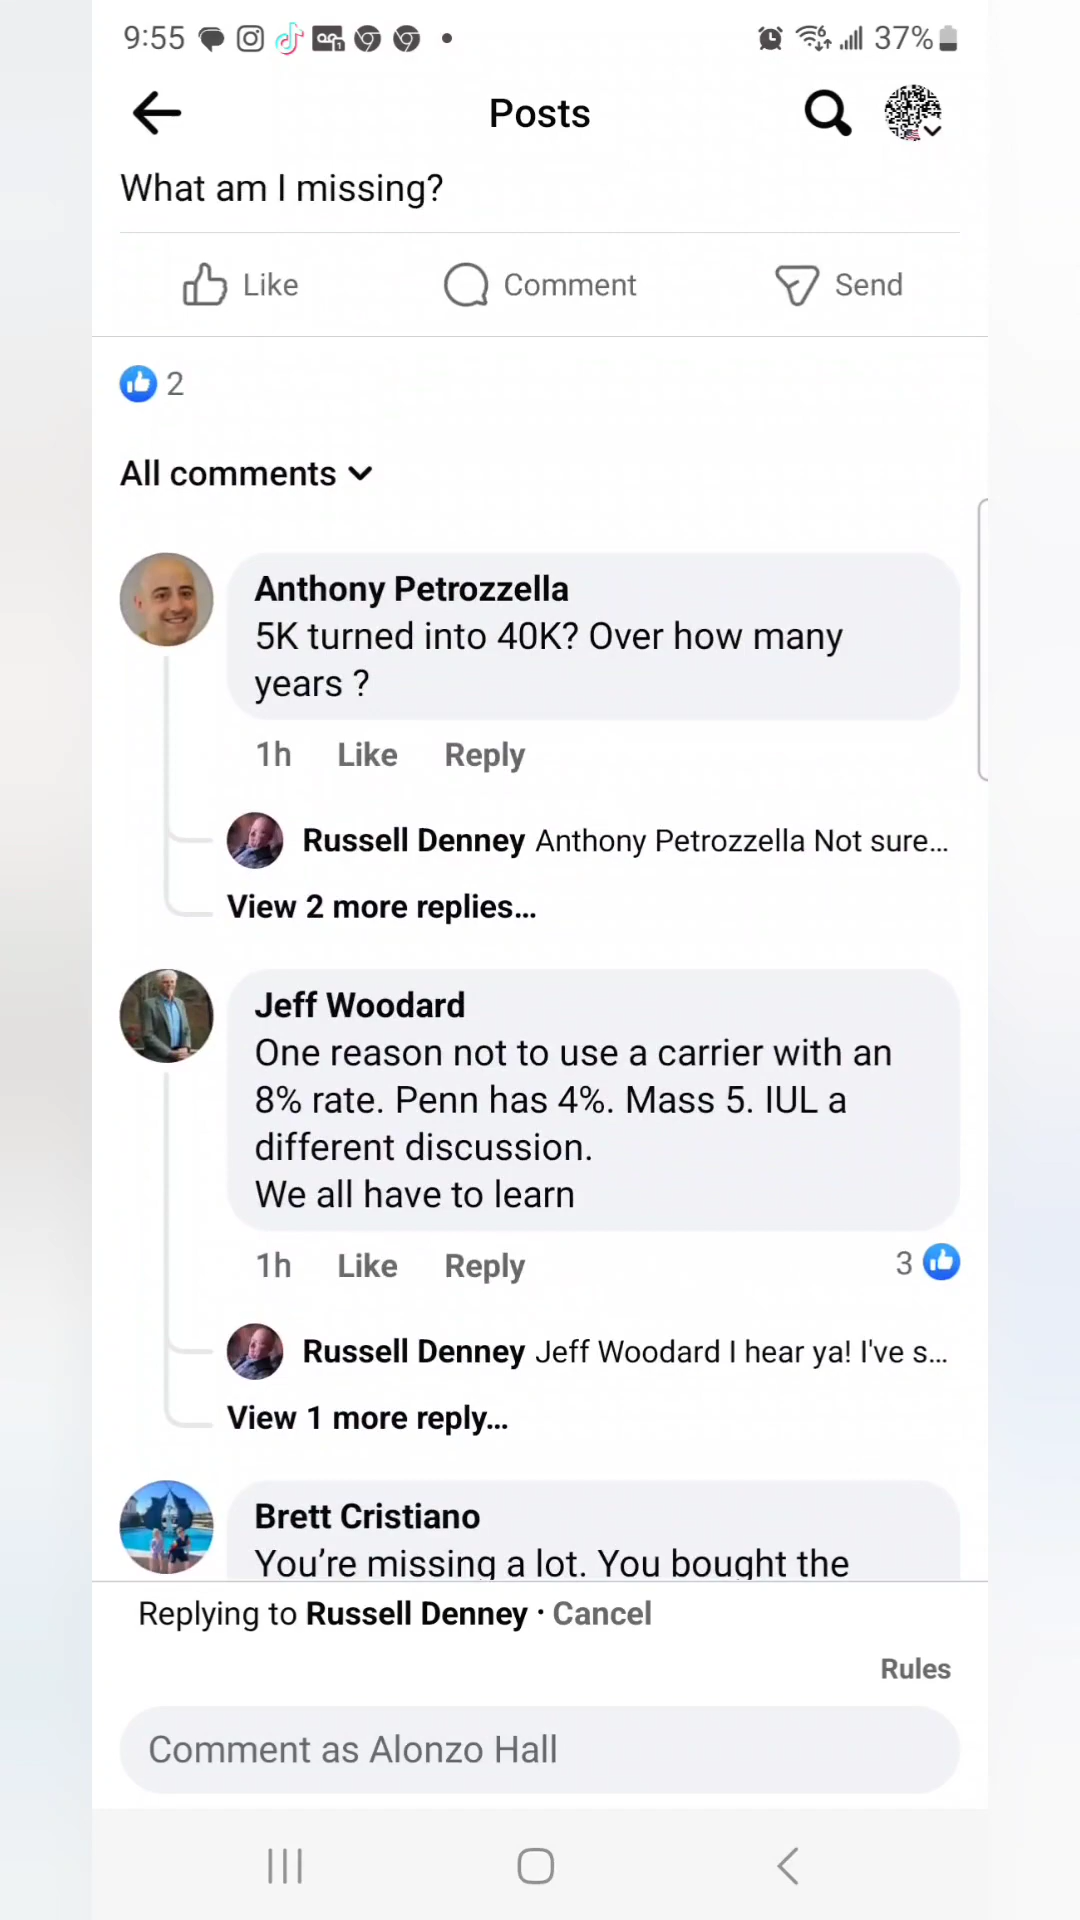 9:55
37%
Posts
What am I missing?
Like
Comment
Send
2
All comments
Anthony Petrozzella
5K turned into 40K? Over how many
years ?
1h Like Reply
Russell Denney Anthony Petrozzella Not sure...
View 2 more replies...
Jeff Woodard
One reason not to use a carrier with an
8% rate. Penn has 4%. Mass 5. IUL a
different discussion.
We all have to learn
1h Like Reply
3
Russell Denney Jeff Woodard I hear ya! I've s...
View 1 more reply...
Brett Cristiano
You’re missing a lot. You bought the
Replying to Russell Denney · Cancel
Rules
Comment as Alonzo Hall